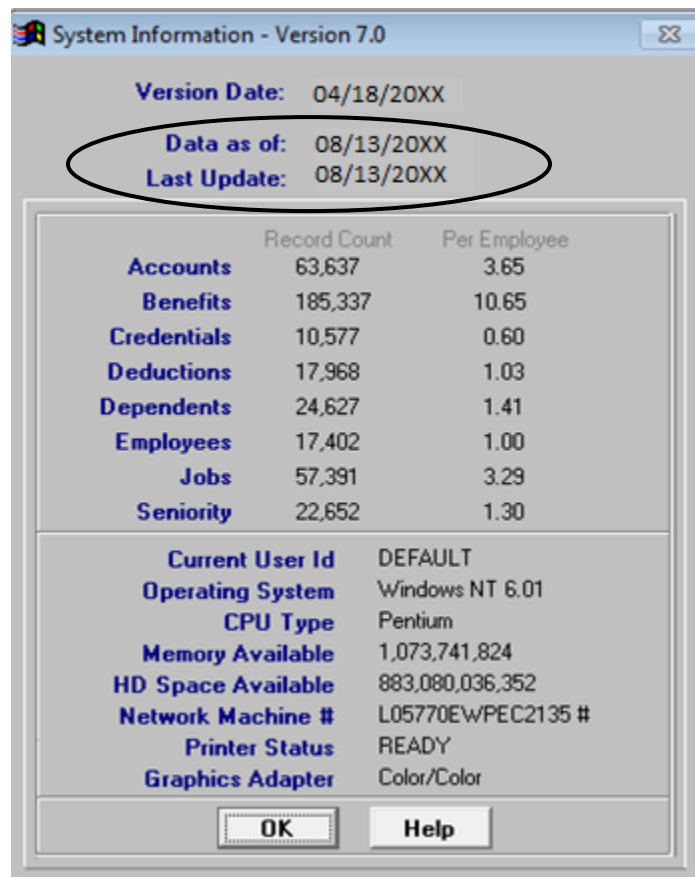 System Information - Version 7.0
Version Date: 04/18/20XX
Data as of: 08/13/20XX
Last Update: 08/13/20XX
Record Count Per Employee
Accounts 63,637 3.65
Benefits 185,337 10.65
Credentials 10,577 0.60
Deductions 17,968 1.03
Dependents 24,627 1.41
Employees 17,402 1.00
Jobs 57,391 3.29
Seniority 22,652 1.30
Current User Id DEFAULT
Operating System Windows NT 6.01
CPU Type Pentium
Memory Available 1,073,741,824
HD Space Available 883,080,036,352
Network Machine # L05770EWPEC2135 #
Printer Status READY
Graphics Adapter Color/Color
OK Help